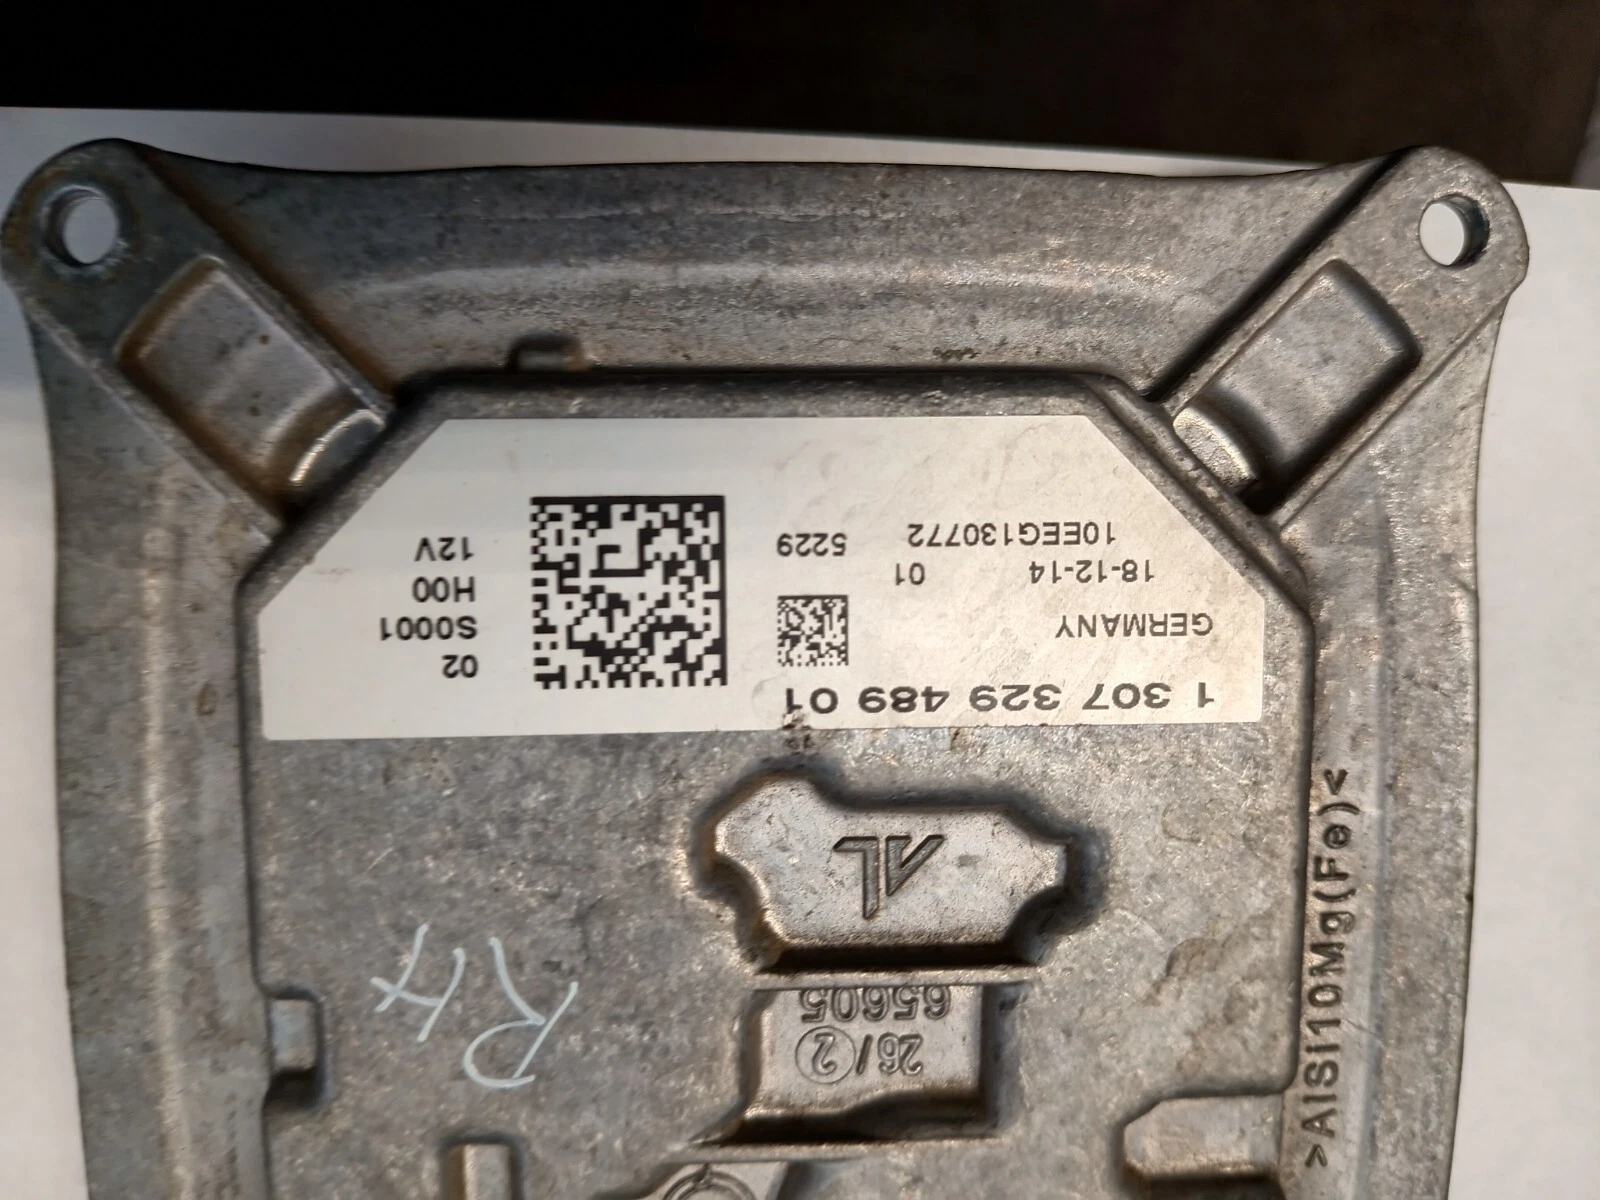 1 307 329 489 01
GERMANY
18-12-14 01
10EEG130772 5229
02
S0001
H00
12V
AL
65605
26/2
RH
>AlSi10Mg(Fe)<